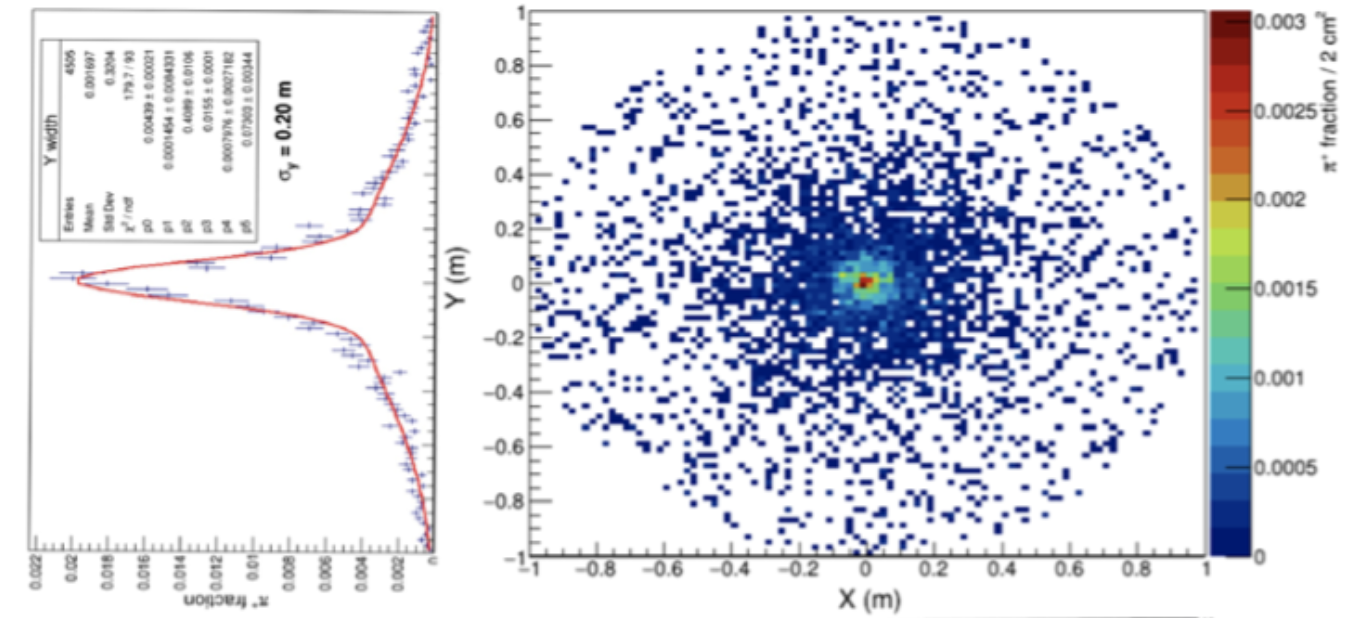 Y width
Entries 4505
Mean 0.001697
Std Dev 0.3204
χ² / ndf 179.7 / 93
p0 0.00439 ± 0.00021
p1 0.0001454 ± 0.0084331
p2 0.4089 ± 0.0106
p3 0.0155 ± 0.0001
p4 0.0007976 ± 0.0027182
p5 0.07303 ± 0.00344
σy = 0.20 m
0.022 0.02 0.018 0.016 0.014 0.012 0.01 0.008 0.006 0.004 0.002 0
π⁺ fraction
Y (m)
1
0.8
0.6
0.4
0.2
0
−0.2
−0.4
−0.6
−0.8
−1
−1 −0.8 −0.6 −0.4 −0.2 0 0.2 0.4 0.6 0.8 1
X (m)
0.003
0.0025
0.002
0.0015
0.001
0.0005
0
π⁺ fraction / 2 cm²